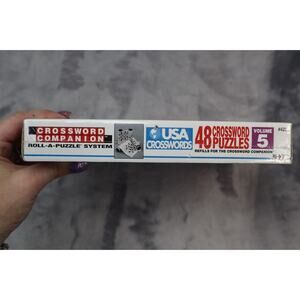 CROSSWORD
COMPANION
ROLL-A-PUZZLE SYSTEM
USA
CROSSWORDS
48 CROSSWORD
PUZZLES
REFILLS FOR THE CROSSWORD COMPANION
VOLUME
5